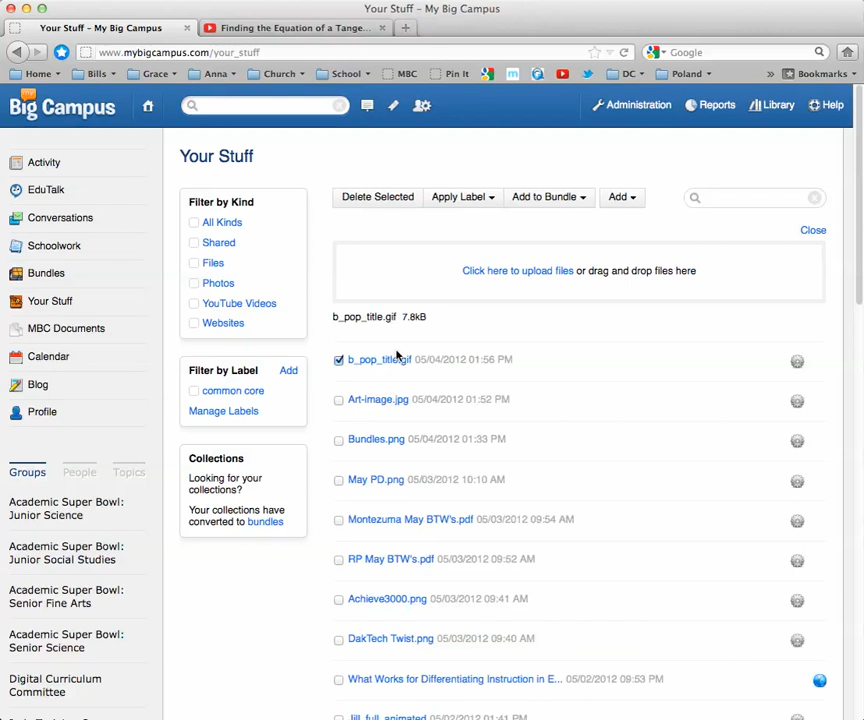 Your Stuff – My Big Campus
Your Stuff – My Big Campus
Finding the Equation of a Tange...
www.mybigcampus.com/your_stuff
Google
Home
Bills
Grace
Anna
Church
School
MBC
Pin It
DC
Poland
»
Bookmarks
my
Big Campus
Administration
Reports
Library
Help
Activity
EduTalk
Conversations
Schoolwork
Bundles
Your Stuff
MBC Documents
Calendar
Blog
Profile
Groups
People
Topics
Academic Super Bowl:
Junior Science
Academic Super Bowl:
Junior Social Studies
Academic Super Bowl:
Senior Fine Arts
Academic Super Bowl:
Senior Science
Digital Curriculum
Committee
Your Stuff
Filter by Kind
All Kinds
Shared
Files
Photos
YouTube Videos
Websites
Filter by Label
Add
common core
Manage Labels
Collections
Looking for your
collections?
Your collections have
converted to bundles
Delete Selected
Apply Label
Add to Bundle
Add
Close
Click here to upload files or drag and drop files here
b_pop_title.gif 7.8kB
b_pop_title.gif 05/04/2012 01:56 PM
Art-image.jpg 05/04/2012 01:52 PM
Bundles.png 05/04/2012 01:33 PM
May PD.png 05/03/2012 10:10 AM
Montezuma May BTW's.pdf 05/03/2012 09:54 AM
RP May BTW's.pdf 05/03/2012 09:52 AM
Achieve3000.png 05/03/2012 09:41 AM
DakTech Twist.png 05/03/2012 09:40 AM
What Works for Differentiating Instruction in E... 05/02/2012 09:53 PM
Jill_full_animated 05/02/2012 01:41 PM